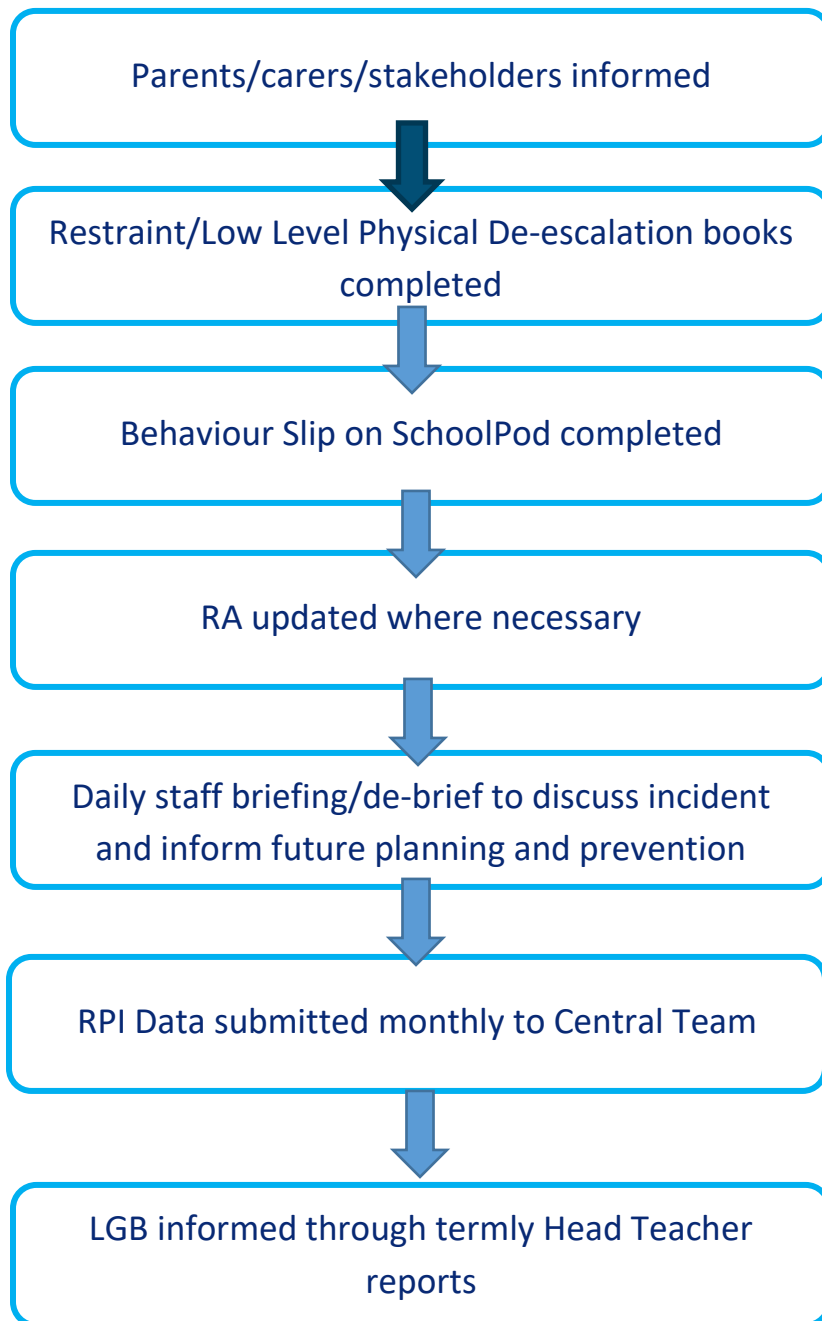 Parents/carers/stakeholders informed
Restraint/Low Level Physical De-escalation books
completed
Behaviour Slip on SchoolPod completed
RA updated where necessary
Daily staff briefing/de-brief to discuss incident
and inform future planning and prevention
RPI Data submitted monthly to Central Team
LGB informed through termly Head Teacher
reports